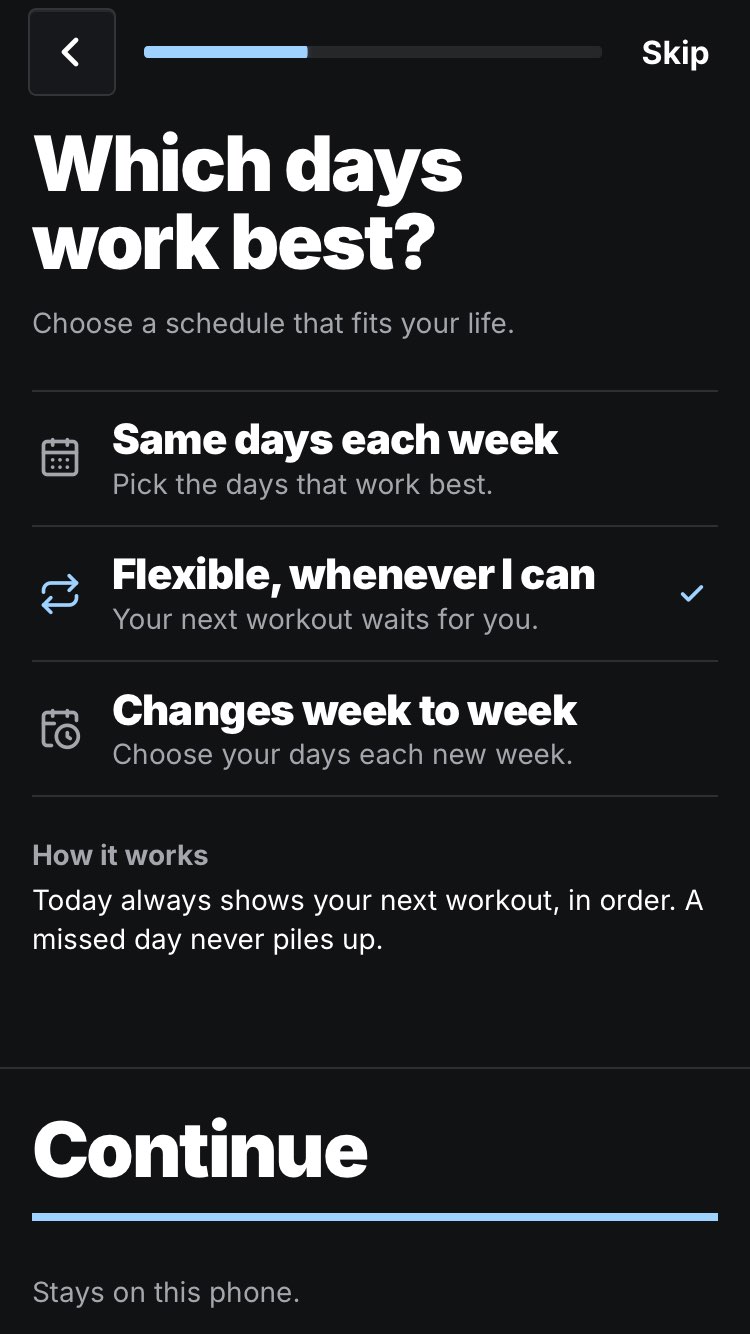 Skip
Which days
work best?
Choose a schedule that fits your life.
Same days each week
Pick the days that work best.
Flexible, whenever I can
Your next workout waits for you.
Changes week to week
Choose your days each new week.
How it works
Today always shows your next workout, in order. A
missed day never piles up.
Continue
Stays on this phone.